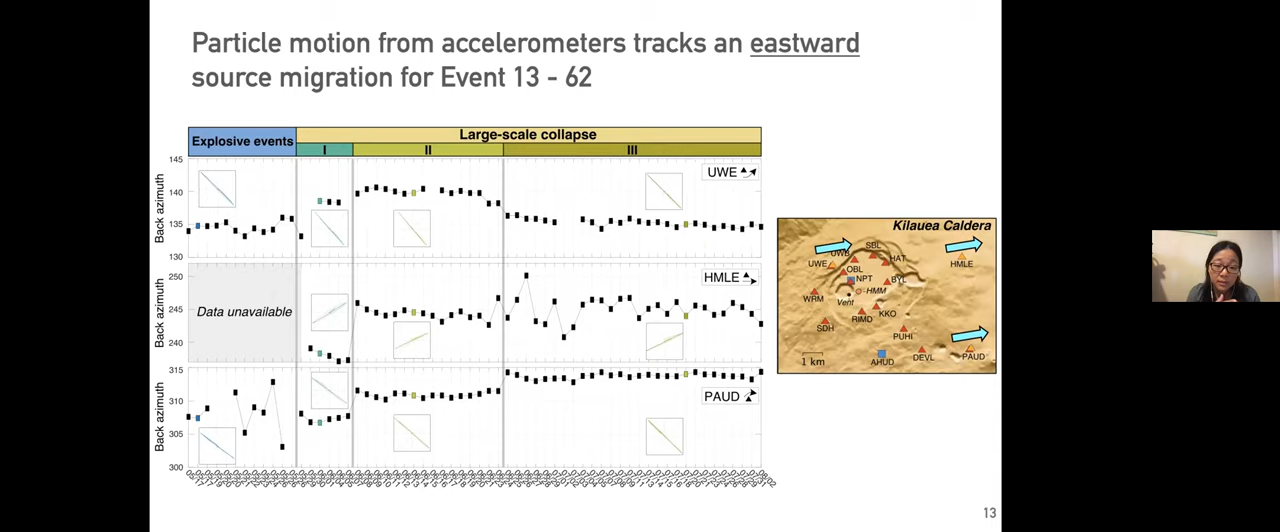 Particle motion from accelerometers tracks an eastward
source migration for Event 13 - 62
Explosive events
Large-scale collapse
I
II
III
Back azimuth
145
140
135
130
UWE
Back azimuth
250
245
240
Data unavailable
HMLE
Back azimuth
315
310
305
300
PAUD
Kilauea Caldera
UWE
UWB
SBL
OBL
HAT
HMLE
NPT
BYL
HMM
WRM
Vent
SDH
RIMD
KKO
PUHI
1 km
AHUD
DEVL
PAUD
13